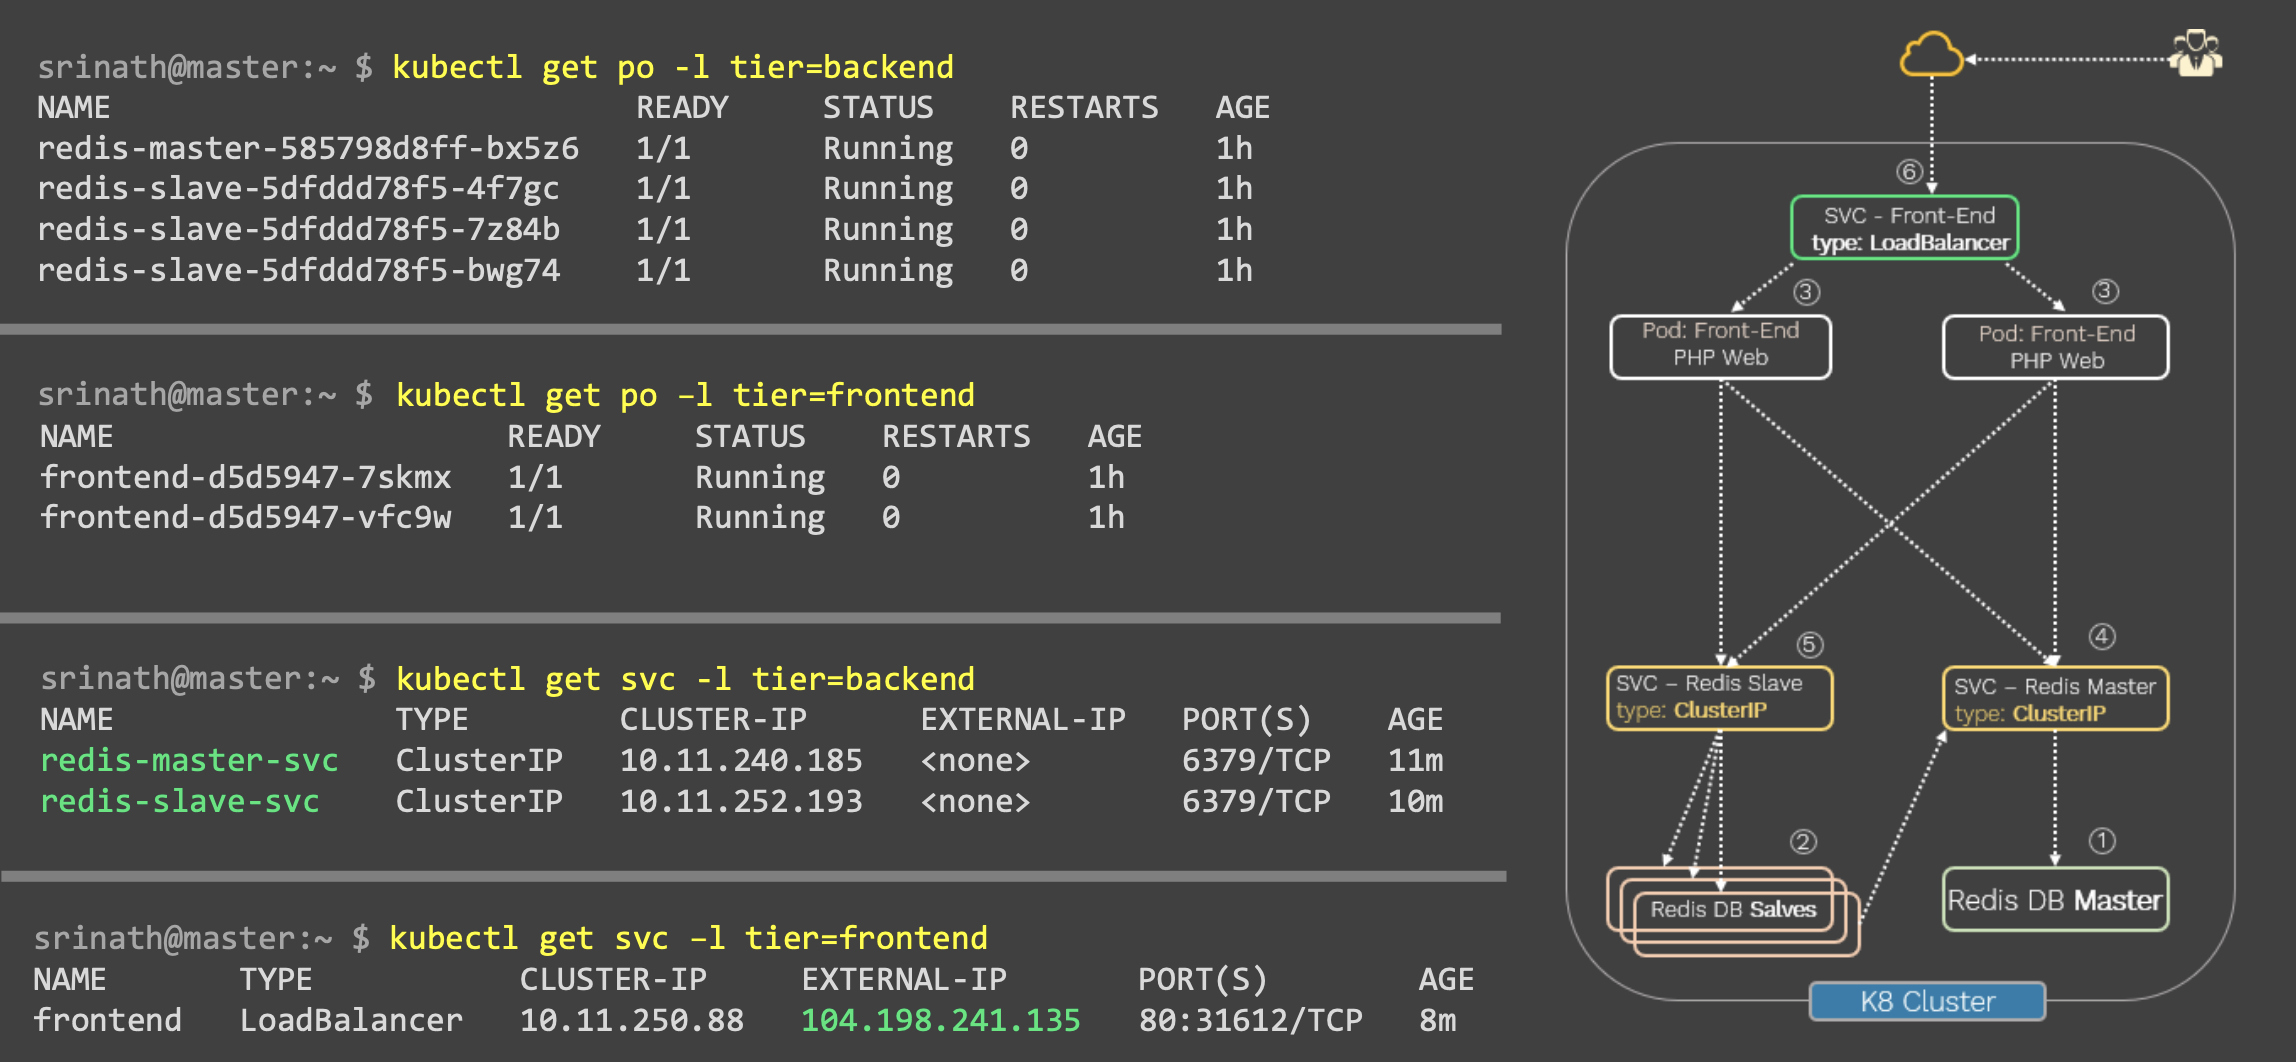 srinath@master:~ $ kubectl get po -l tier=backend
NAME READY STATUS RESTARTS AGE
redis-master-585798d8ff-bx5z6 1/1 Running 0 1h
redis-slave-5dfddd78f5-4f7gc 1/1 Running 0 1h
redis-slave-5dfddd78f5-7z84b 1/1 Running 0 1h
redis-slave-5dfddd78f5-bwg74 1/1 Running 0 1h
srinath@master:~ $ kubectl get po –l tier=frontend
NAME READY STATUS RESTARTS AGE
frontend-d5d5947-7skmx 1/1 Running 0 1h
frontend-d5d5947-vfc9w 1/1 Running 0 1h
srinath@master:~ $ kubectl get svc -l tier=backend
NAME TYPE CLUSTER-IP EXTERNAL-IP PORT(S) AGE
redis-master-svc ClusterIP 10.11.240.185 <none> 6379/TCP 11m
redis-slave-svc ClusterIP 10.11.252.193 <none> 6379/TCP 10m
srinath@master:~ $ kubectl get svc –l tier=frontend
NAME TYPE CLUSTER-IP EXTERNAL-IP PORT(S) AGE
frontend LoadBalancer 10.11.250.88 104.198.241.135 80:31612/TCP 8m
⑥
SVC - Front-End
type: LoadBalancer
③
③
Pod: Front-End
PHP Web
Pod: Front-End
PHP Web
⑤
④
SVC – Redis Slave
type: ClusterIP
SVC – Redis Master
type: ClusterIP
②
①
Redis DB Salves
Redis DB Master
K8 Cluster